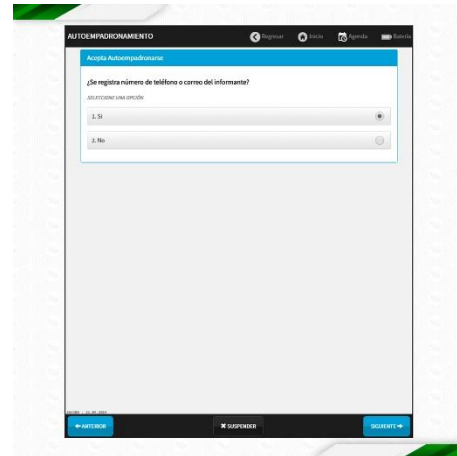 AUTOEMPADRONAMIENTO Regresar Inicio Agenda Batería
Acepta Autoempadronarse
¿Se registra número de teléfono o correo del informante?
SELECCIONE UNA OPCIÓN
1. Si
2. No
ANTERIOR SUSPENDER SIGUIENTE